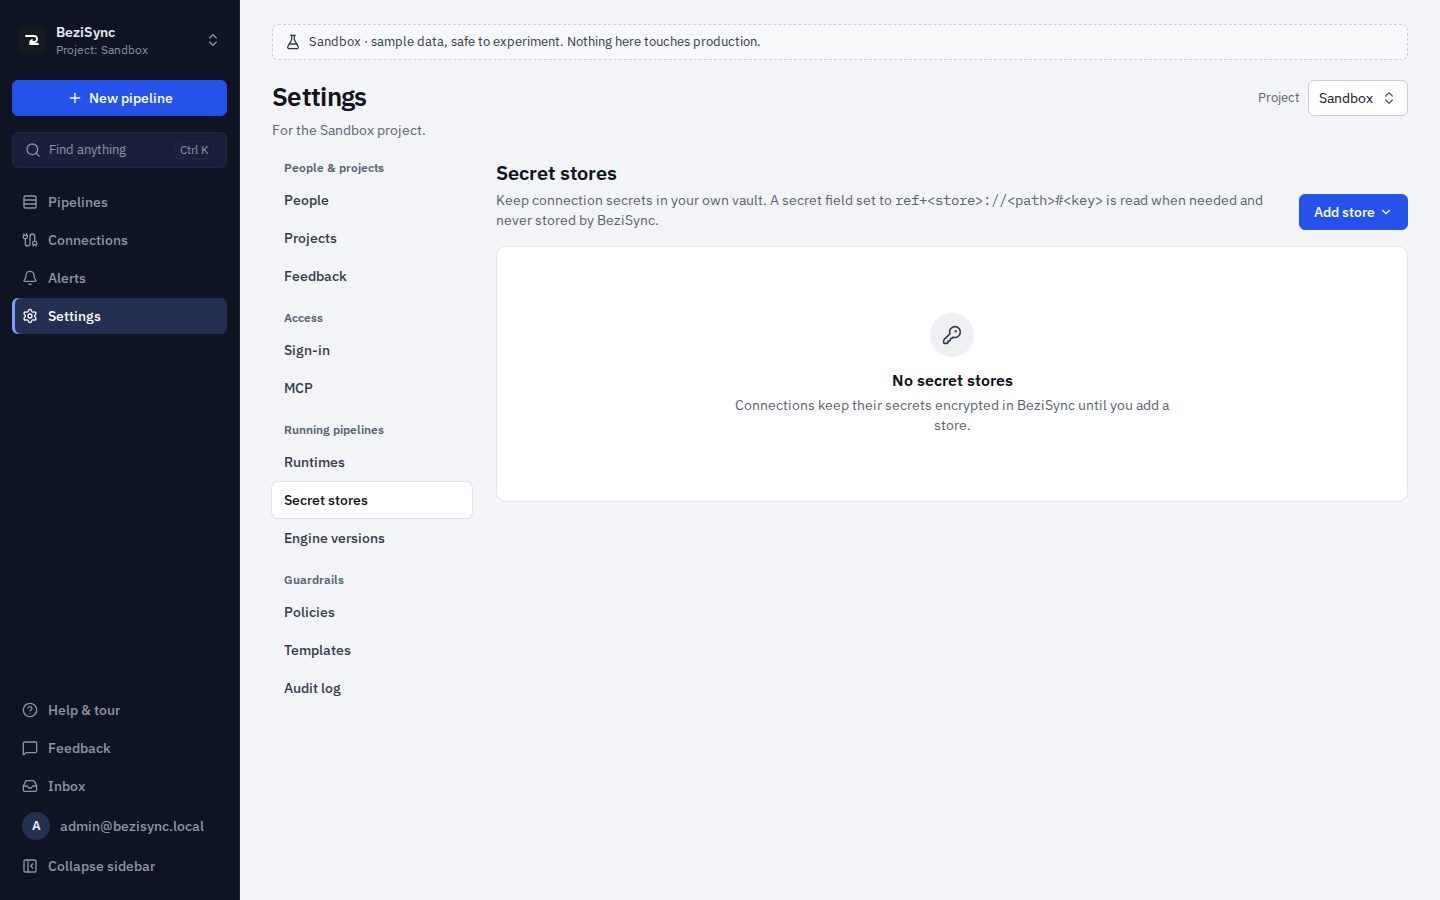 BeziSync
Project: Sandbox
New pipeline
Find anything
Ctrl K
Pipelines
Connections
Alerts
Settings
Help & tour
Feedback
Inbox
A
admin@bezisync.local
Collapse sidebar
Sandbox · sample data, safe to experiment. Nothing here touches production.
Settings
For the Sandbox project.
Project
Sandbox
People & projects
People
Projects
Feedback
Access
Sign-in
MCP
Running pipelines
Runtimes
Secret stores
Engine versions
Guardrails
Policies
Templates
Audit log
Secret stores
Keep connection secrets in your own vault. A secret field set to ref+<store>://<path>#<key> is read when needed and
never stored by BeziSync.
Add store
No secret stores
Connections keep their secrets encrypted in BeziSync until you add a
store.